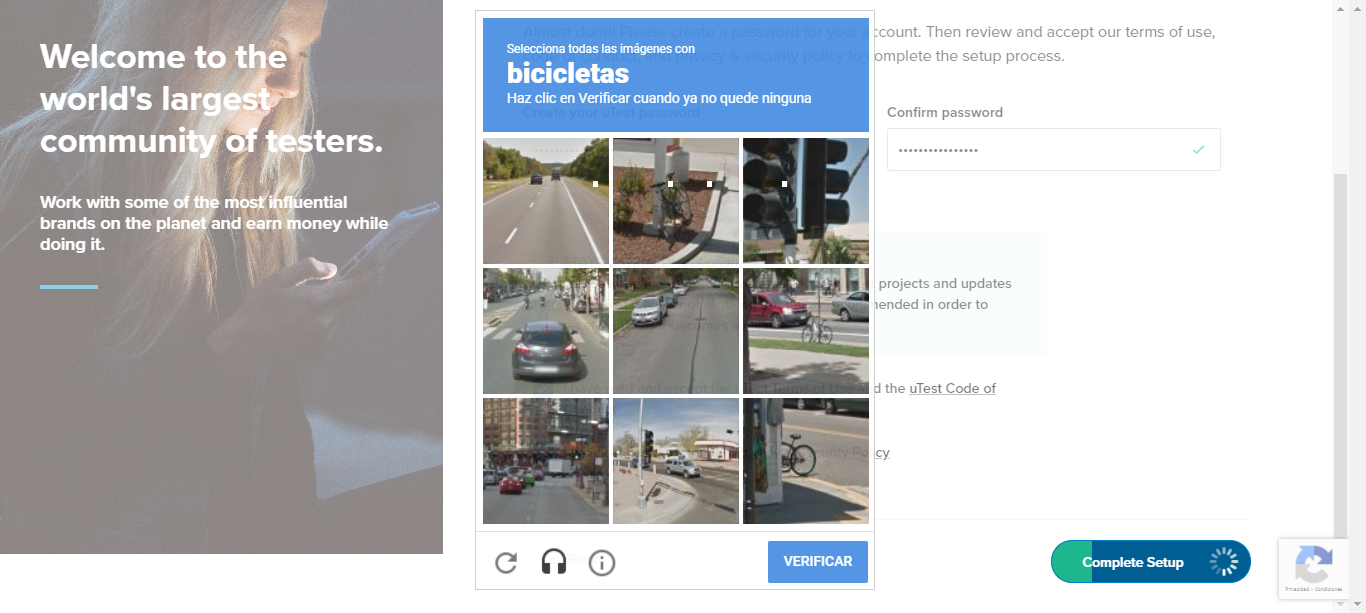 Welcome to the
world's largest
community of testers.
Work with some of the most influential
brands on the planet and earn money while
doing it.
Almost done! Please create a password for your account. Then review and accept our terms of use,
code of conduct and privacy & security policy to complete the setup process.
Create your uTest password
Confirm password
Selecciona todas las imágenes con
bicicletas
Haz clic en Verificar cuando ya no quede ninguna
projects and updates
mended in order to
becomes
I have read and accept the uTest Terms of Use and the uTest Code of
Security Policy
VERIFICAR
Complete Setup
Privacidad - Condiciones